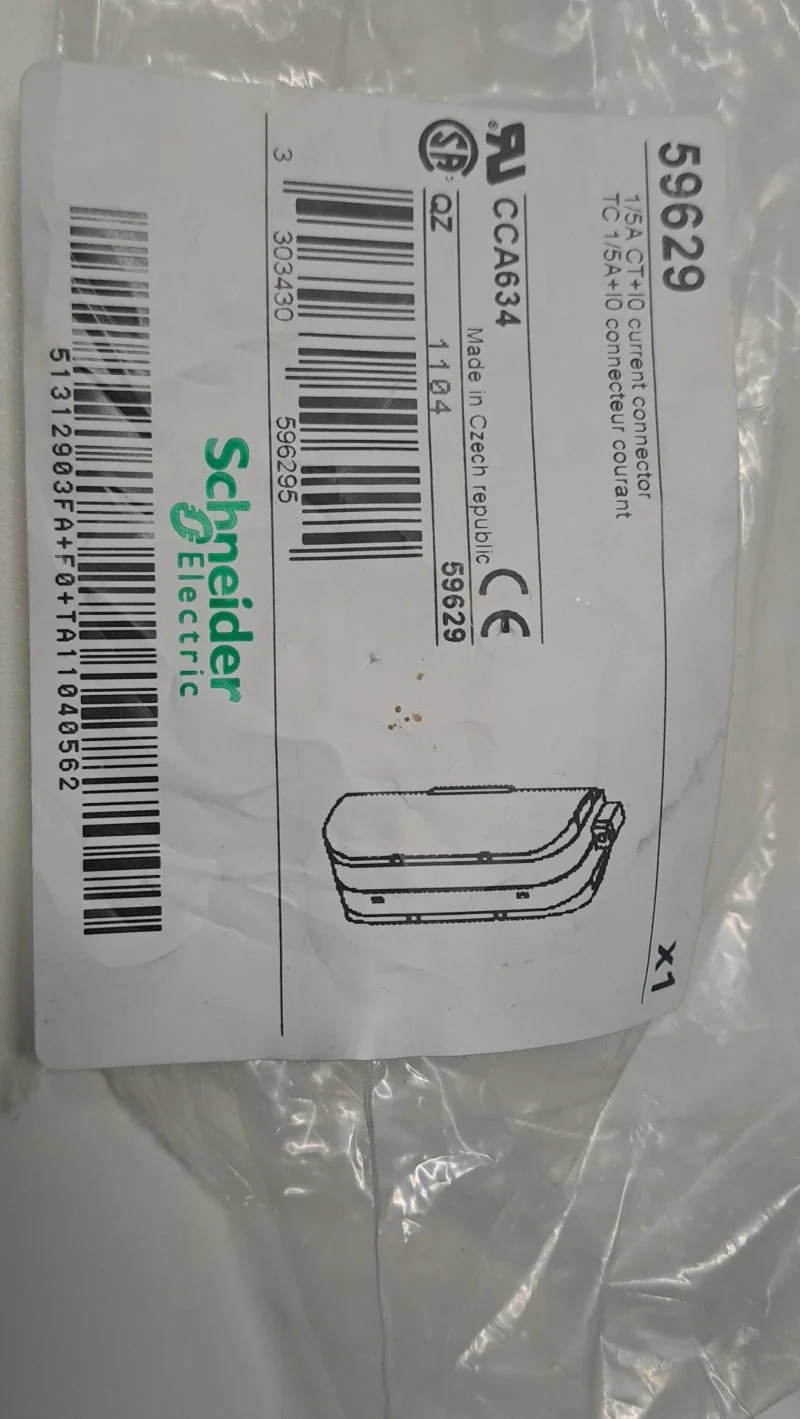 59629
1/5A CT+I0 current connector
TC 1/5A+I0 connecteur courant
x1
CCA634
Made in Czech republic
CE
QZ 1104 59629
3 303430 596295
Schneider
Electric
51312903FA+F0+TA11040562